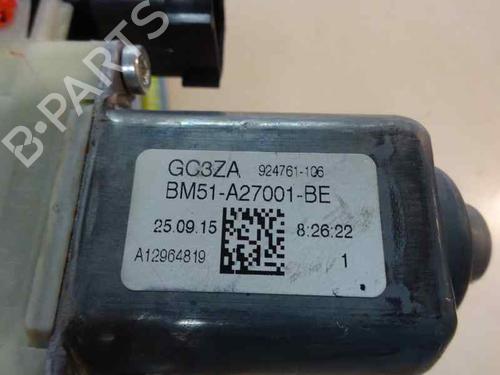 B-PARTS
GC3ZA 924761-106
BM51-A27001-BE
25.09.15 8:26:22
A12964819 1